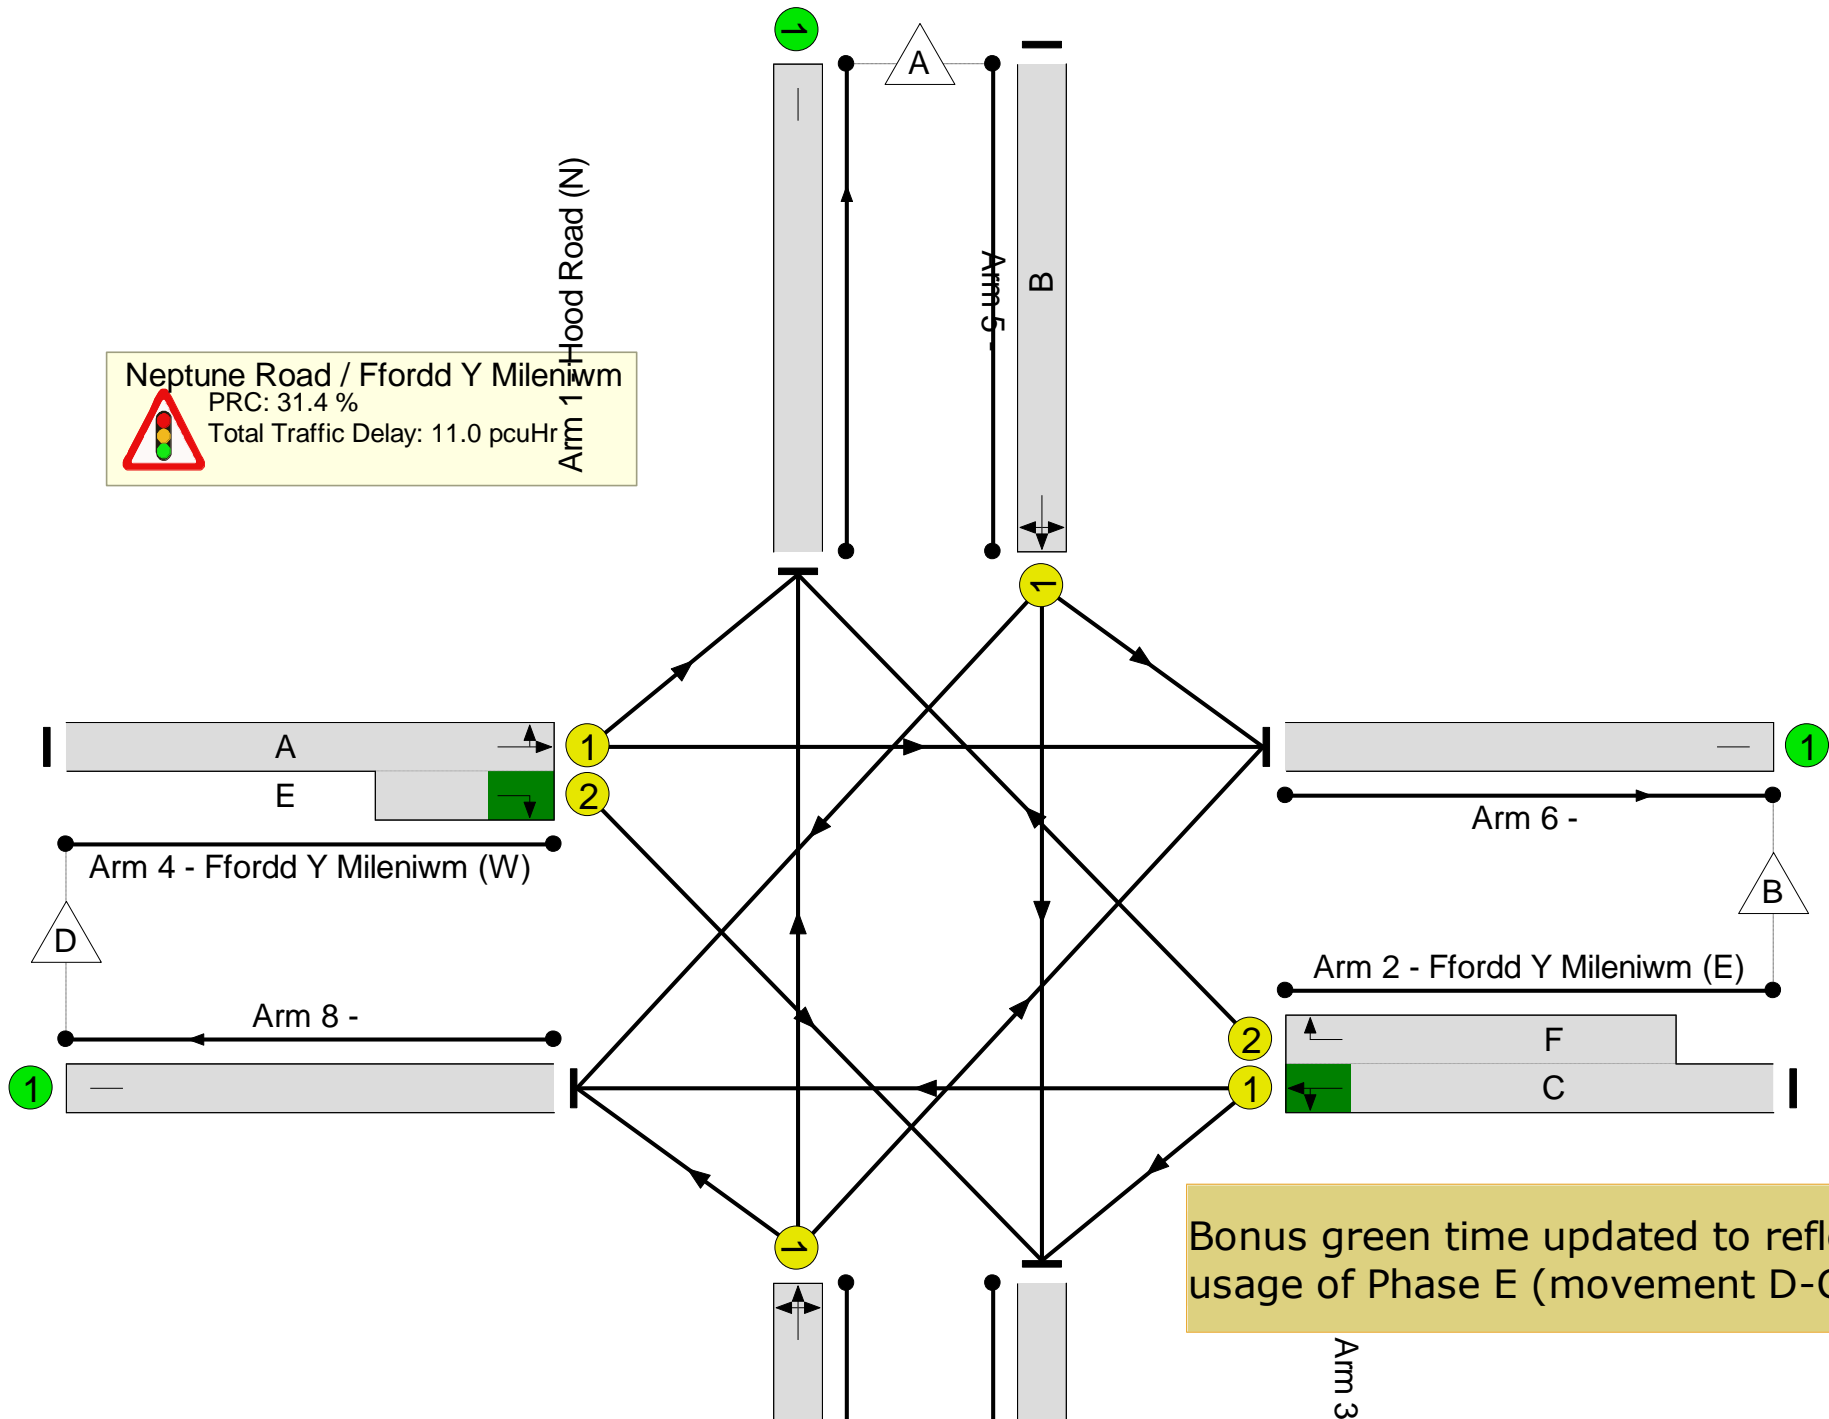 1
A
Arm 1 - Hood Road (N)
Arm 5 -
B
Neptune Road / Ffordd Y Mileniwm
PRC: 31.4 %
Total Traffic Delay: 11.0 pcuHr
1
A
1
E
2
Arm 4 - Ffordd Y Mileniwm (W)
1
Arm 6 -
B
D
Arm 2 - Ffordd Y Mileniwm (E)
Arm 8 -
2
F
1
1
C
1
Bonus green time updated to refl
usage of Phase E (movement D-
Arm 3